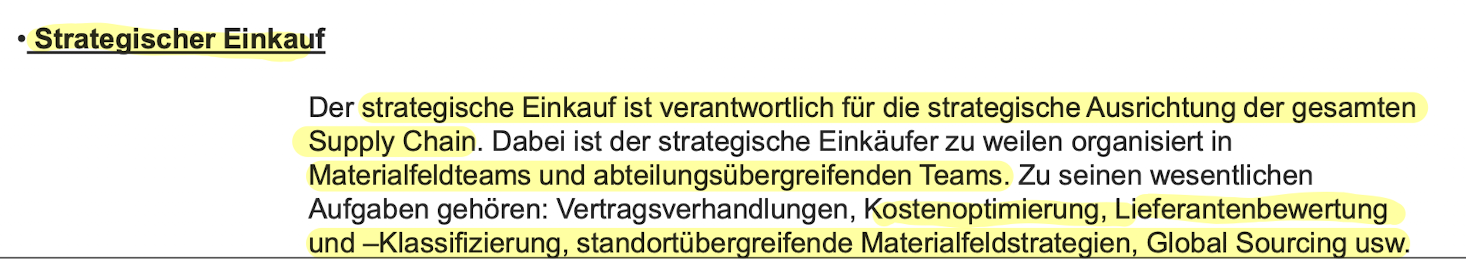 • Strategischer Einkauf
Der strategische Einkauf ist verantwortlich für die strategische Ausrichtung der gesamten
Supply Chain. Dabei ist der strategische Einkäufer zu weilen organisiert in
Materialfeldteams und abteilungsübergreifenden Teams. Zu seinen wesentlichen
Aufgaben gehören: Vertragsverhandlungen, Kostenoptimierung, Lieferantenbewertung
und –Klassifizierung, standortübergreifende Materialfeldstrategien, Global Sourcing usw.